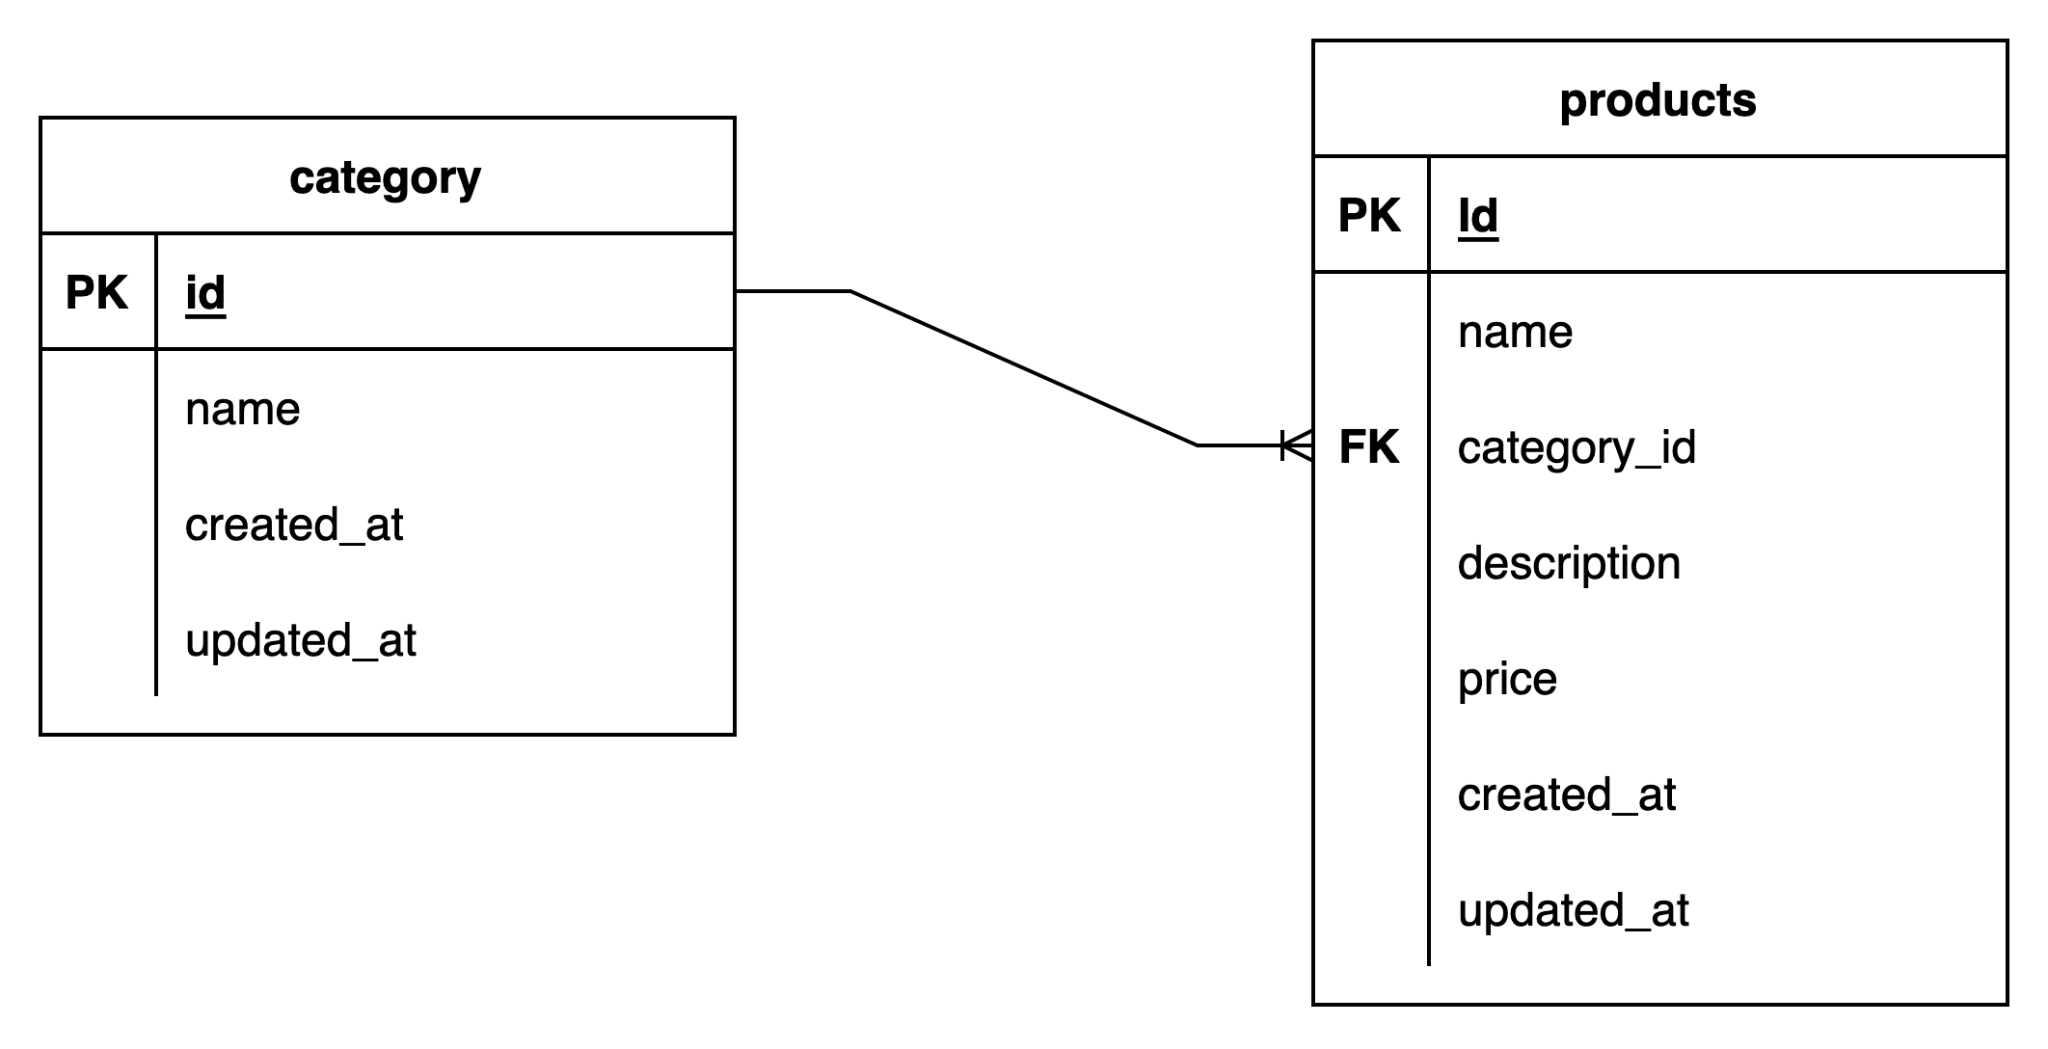 category
PK id
name
created_at
updated_at
products
PK Id
name
FK category_id
description
price
created_at
updated_at